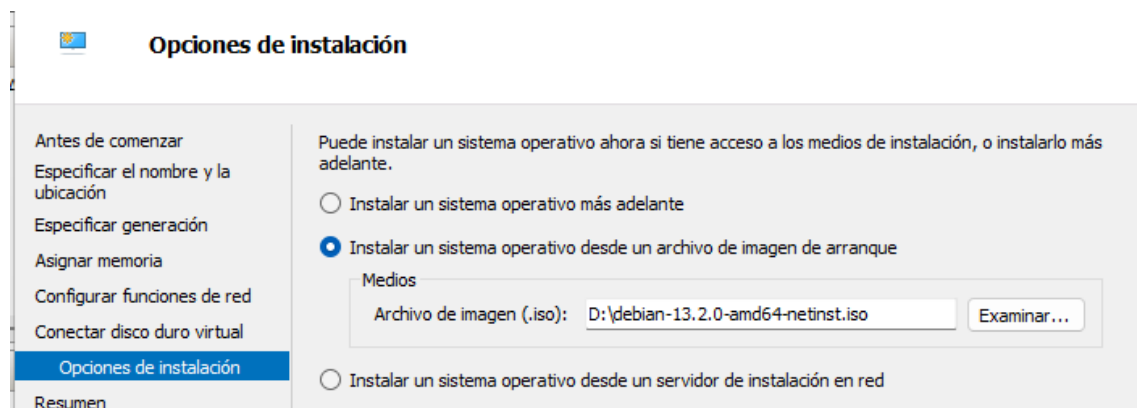 Opciones de instalación
Antes de comenzar
Especificar el nombre y la
ubicación
Especificar generación
Asignar memoria
Configurar funciones de red
Conectar disco duro virtual
Opciones de instalación
Resumen
Puede instalar un sistema operativo ahora si tiene acceso a los medios de instalación, o instalarlo más
adelante.
Instalar un sistema operativo más adelante
Instalar un sistema operativo desde un archivo de imagen de arranque
Medios
Archivo de imagen (.iso): D:\debian-13.2.0-amd64-netinst.iso Examinar...
Instalar un sistema operativo desde un servidor de instalación en red